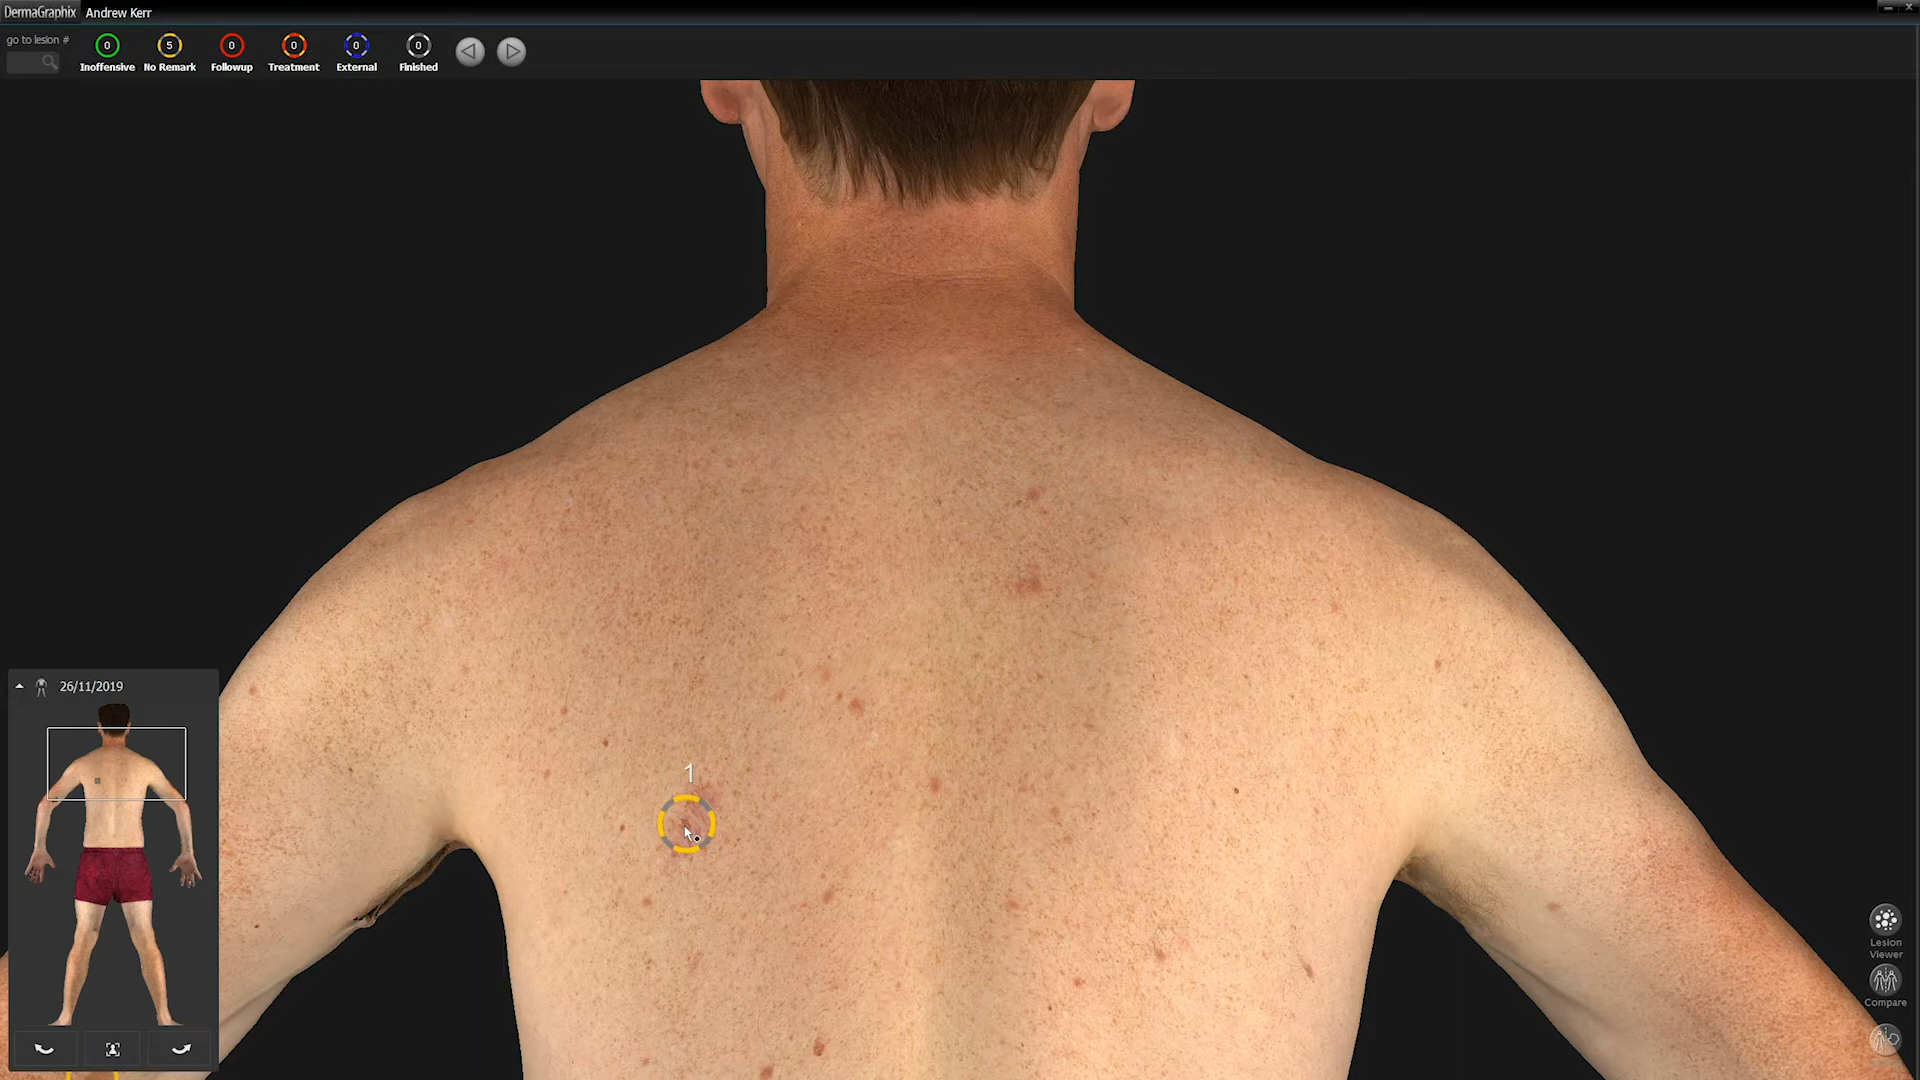 DermaGraphix Andrew Kerr
go to lesion #
0 5 0 0 0 0
Inoffensive No Remark Followup Treatment External Finished
26/11/2019
1
Lesion
Viewer
Compare